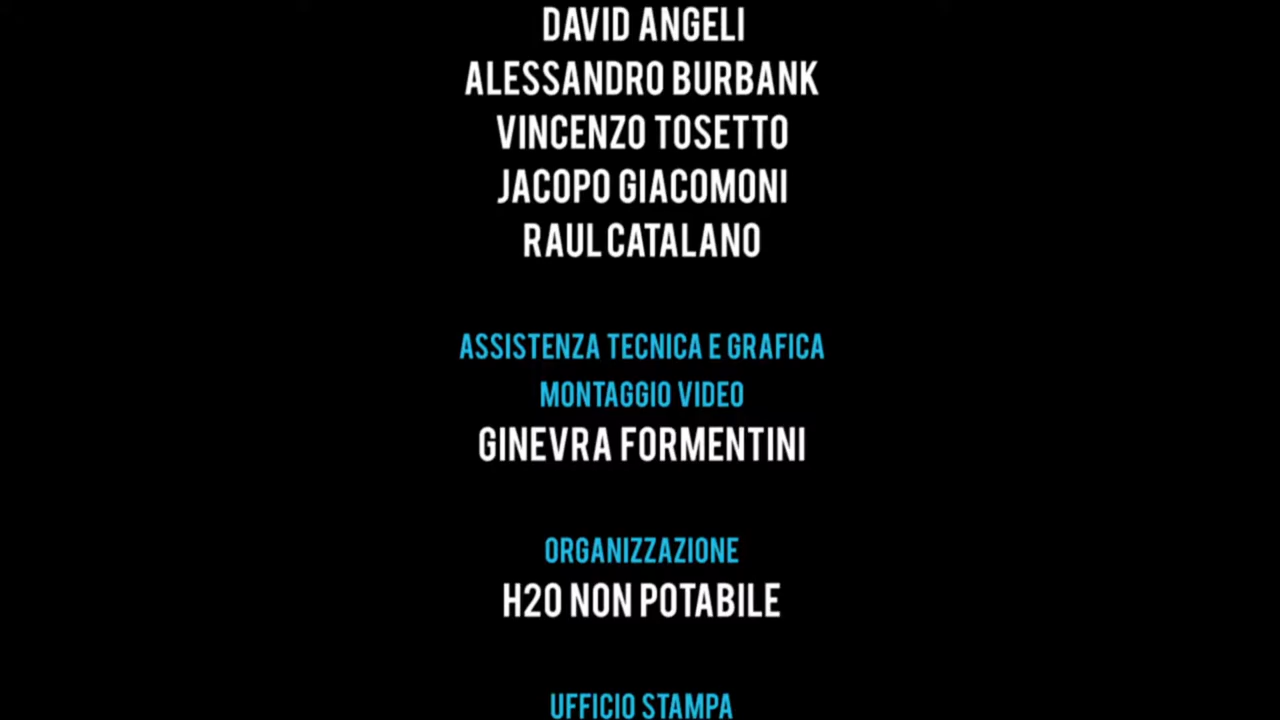 DAVID ANGELI
ALESSANDRO BURBANK
VINCENZO TOSETTO
JACOPO GIACOMONI
RAUL CATALANO
ASSISTENZA TECNICA E GRAFICA
MONTAGGIO VIDEO
GINEVRA FORMENTINI
ORGANIZZAZIONE
H2O NON POTABILE
UFFICIO STAMPA